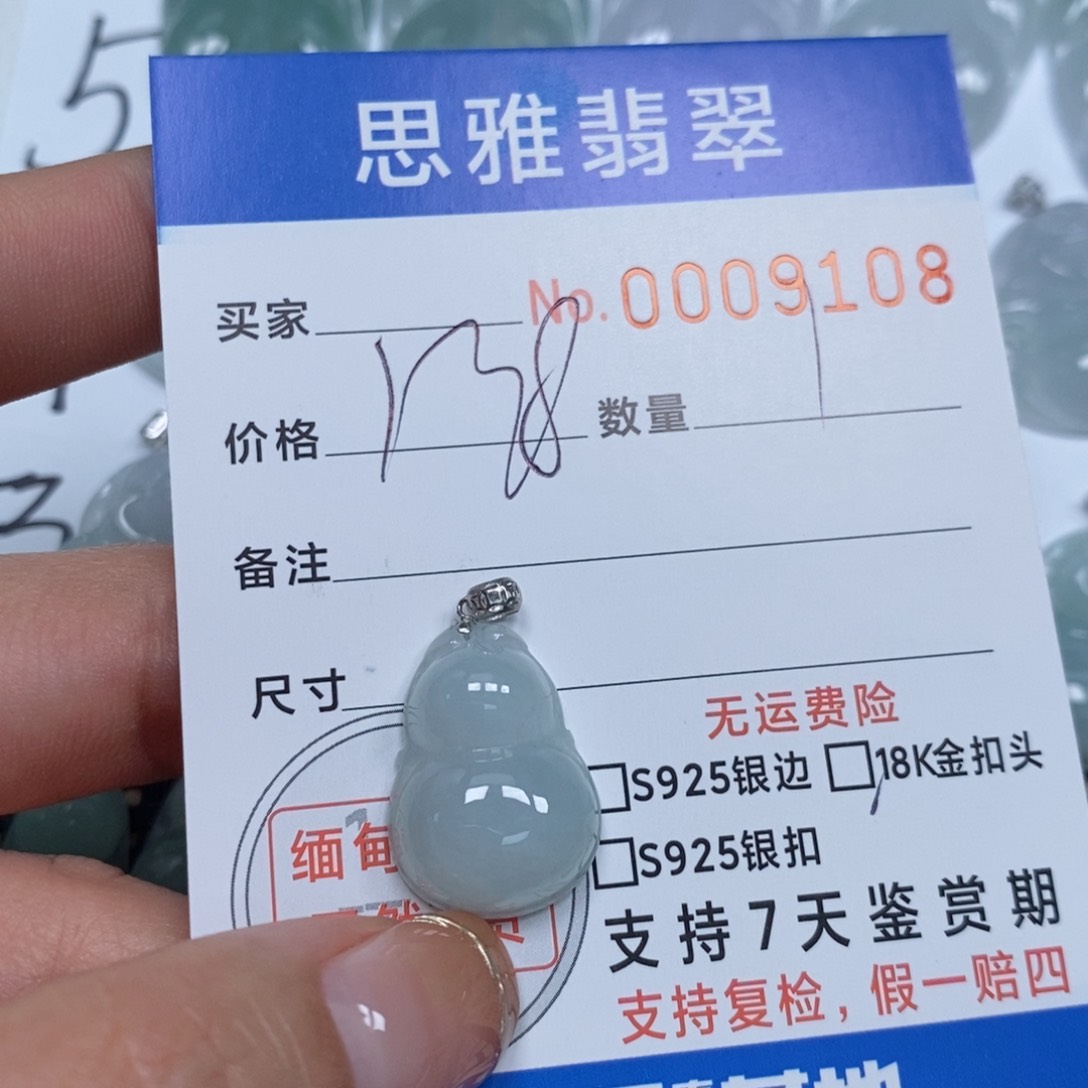 5
思雅翡翠
买家
No. 0009108
价格
数量 1
3
备注
尺寸
无运费险
S925银边 18K金扣头
缅甸
S925银扣
支持7天鉴赏期
支持复检，假一赔四